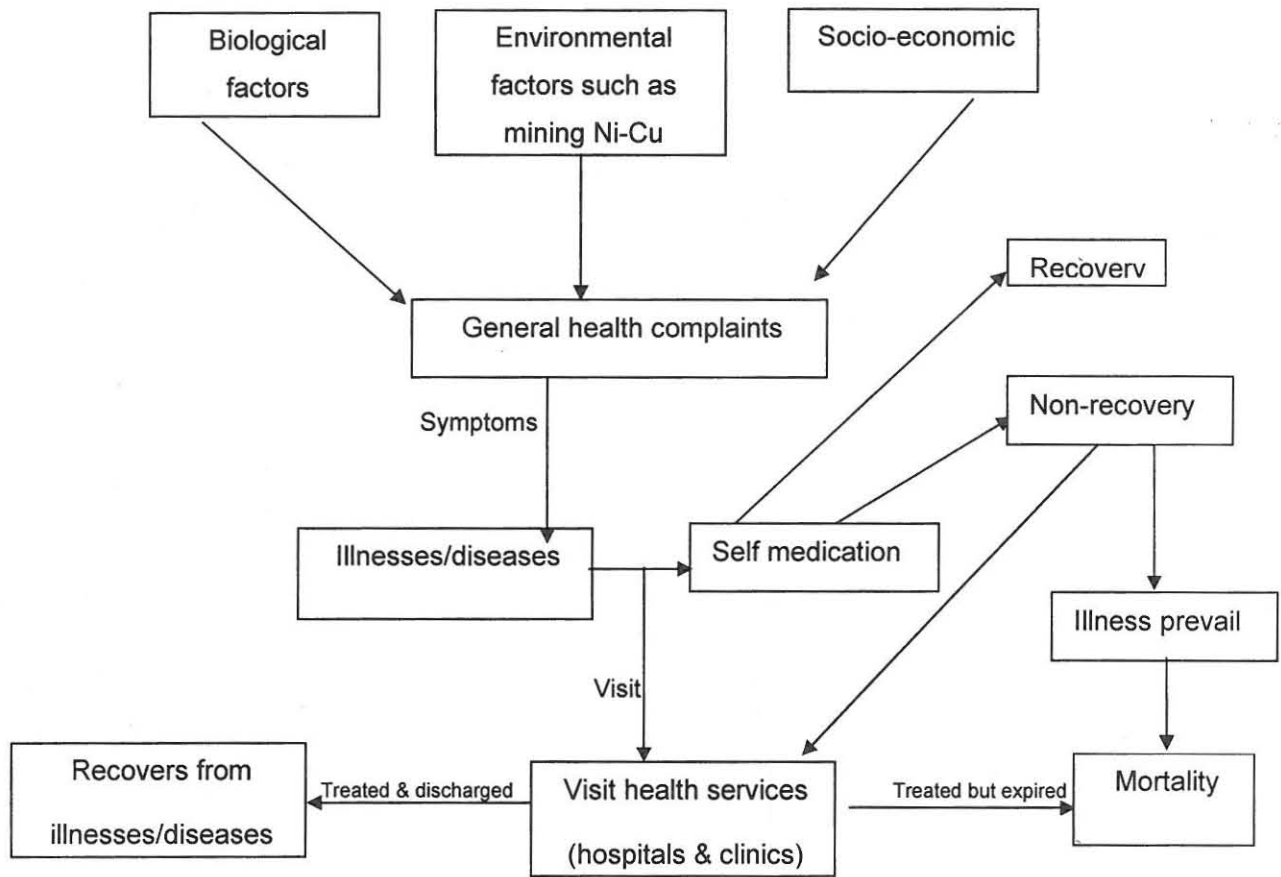 Biological
factors
Environmental
factors such as
mining Ni-Cu
Socio-economic
General health complaints
Recoverv
Non-recovery
Symptoms
Illnesses/diseases
Self medication
Illness prevail
Visit
Recovers from
illnesses/diseases
Treated & discharged
Visit health services
(hospitals & clinics)
Treated but expired
Mortality